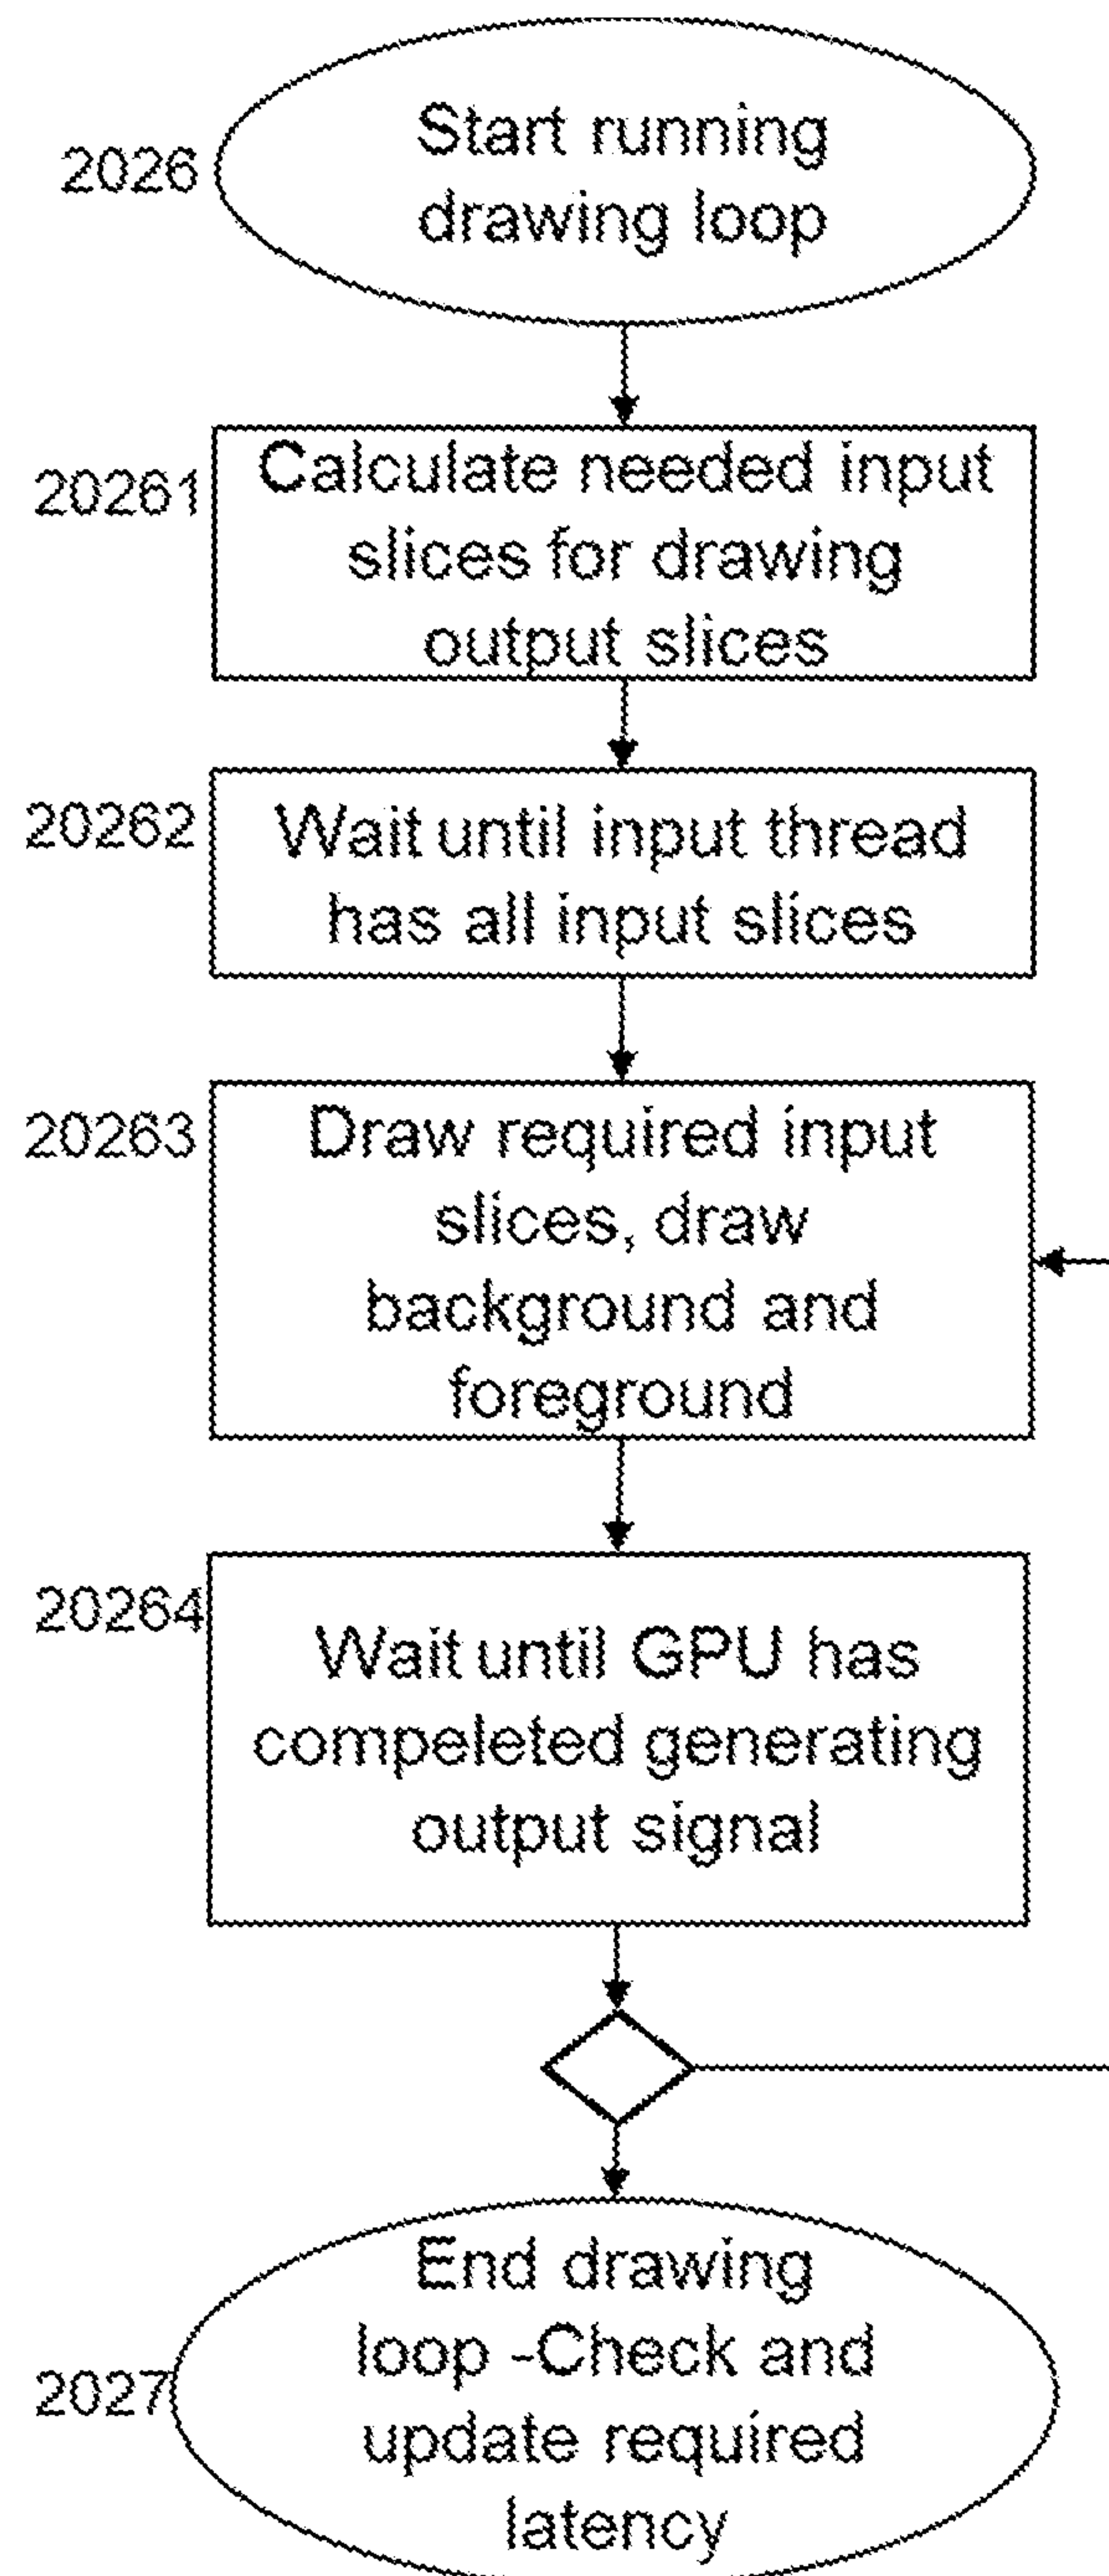 2026
Start running
drawing loop
20261
Calculate needed input
slices for drawing
output slices
20262
Wait until input thread
has all input slices
20263
Draw required input
slices, draw
background and
foreground
20264
Wait until GPU has
compeleted generating
output signal
2027
End drawing
loop -Check and
update required
latency